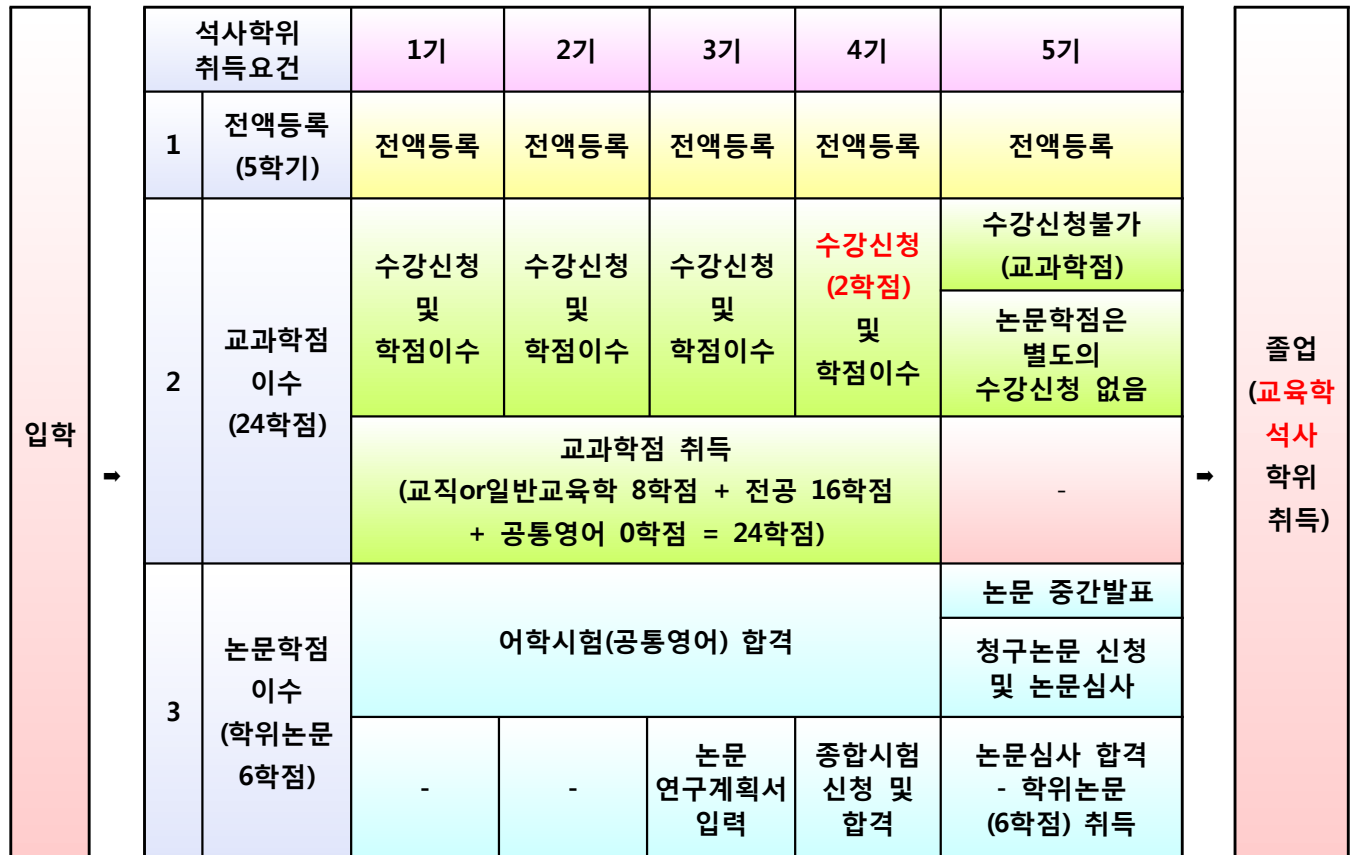 입학
➡
석사학위
취득요건
1기
2기
3기
4기
5기
1
전액등록
(5학기)
전액등록
전액등록
전액등록
전액등록
전액등록
2
교과학점
이수
(24학점)
수강신청
및
학점이수
수강신청
및
학점이수
수강신청
및
학점이수
수강신청
(2학점)
및
학점이수
수강신청불가
(교과학점)
논문학점은
별도의
수강신청 없음
교과학점 취득
(교직or일반교육학 8학점 + 전공 16학점
+ 공통영어 0학점 = 24학점)
-
3
논문학점
이수
(학위논문
6학점)
어학시험(공통영어) 합격
논문 중간발표
청구논문 신청
및 논문심사
-
-
논문
연구계획서
입력
종합시험
신청 및
합격
논문심사 합격
- 학위논문
(6학점) 취득
➡
졸업
(교육학
석사
학위
취득)